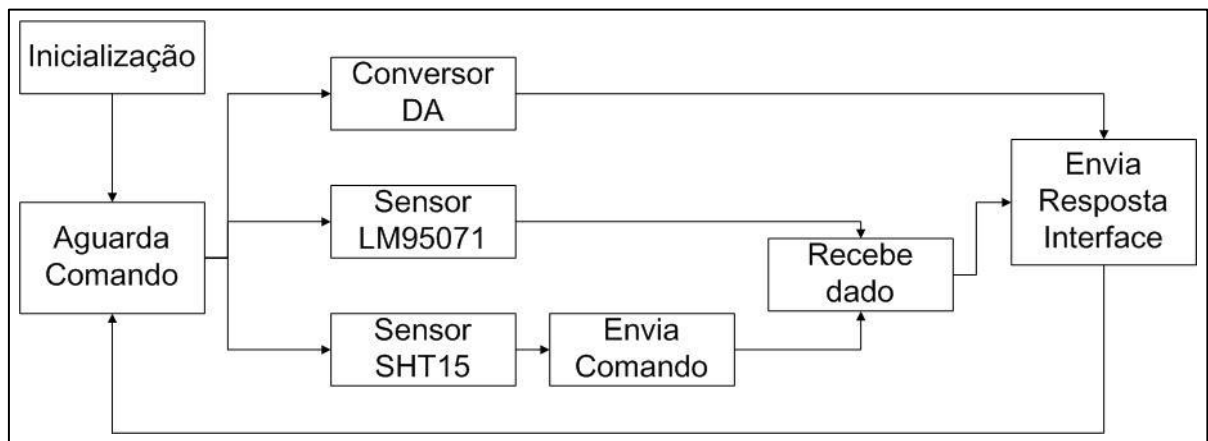 Inicialização
Aguarda
Comando
Conversor
DA
Sensor
LM95071
Sensor
SHT15
Envia
Comando
Recebe
dado
Envia
Resposta
Interface